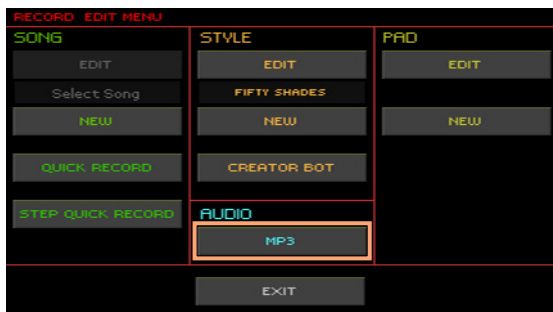 RECORD EDIT MENU
SONG
EDIT
Select Song
NEW
QUICK RECORD
STEP QUICK RECORD
STYLE
EDIT
FIFTY SHADES
NEW
CREATOR BOT
AUDIO
MP3
PAD
EDIT
NEW
EXIT